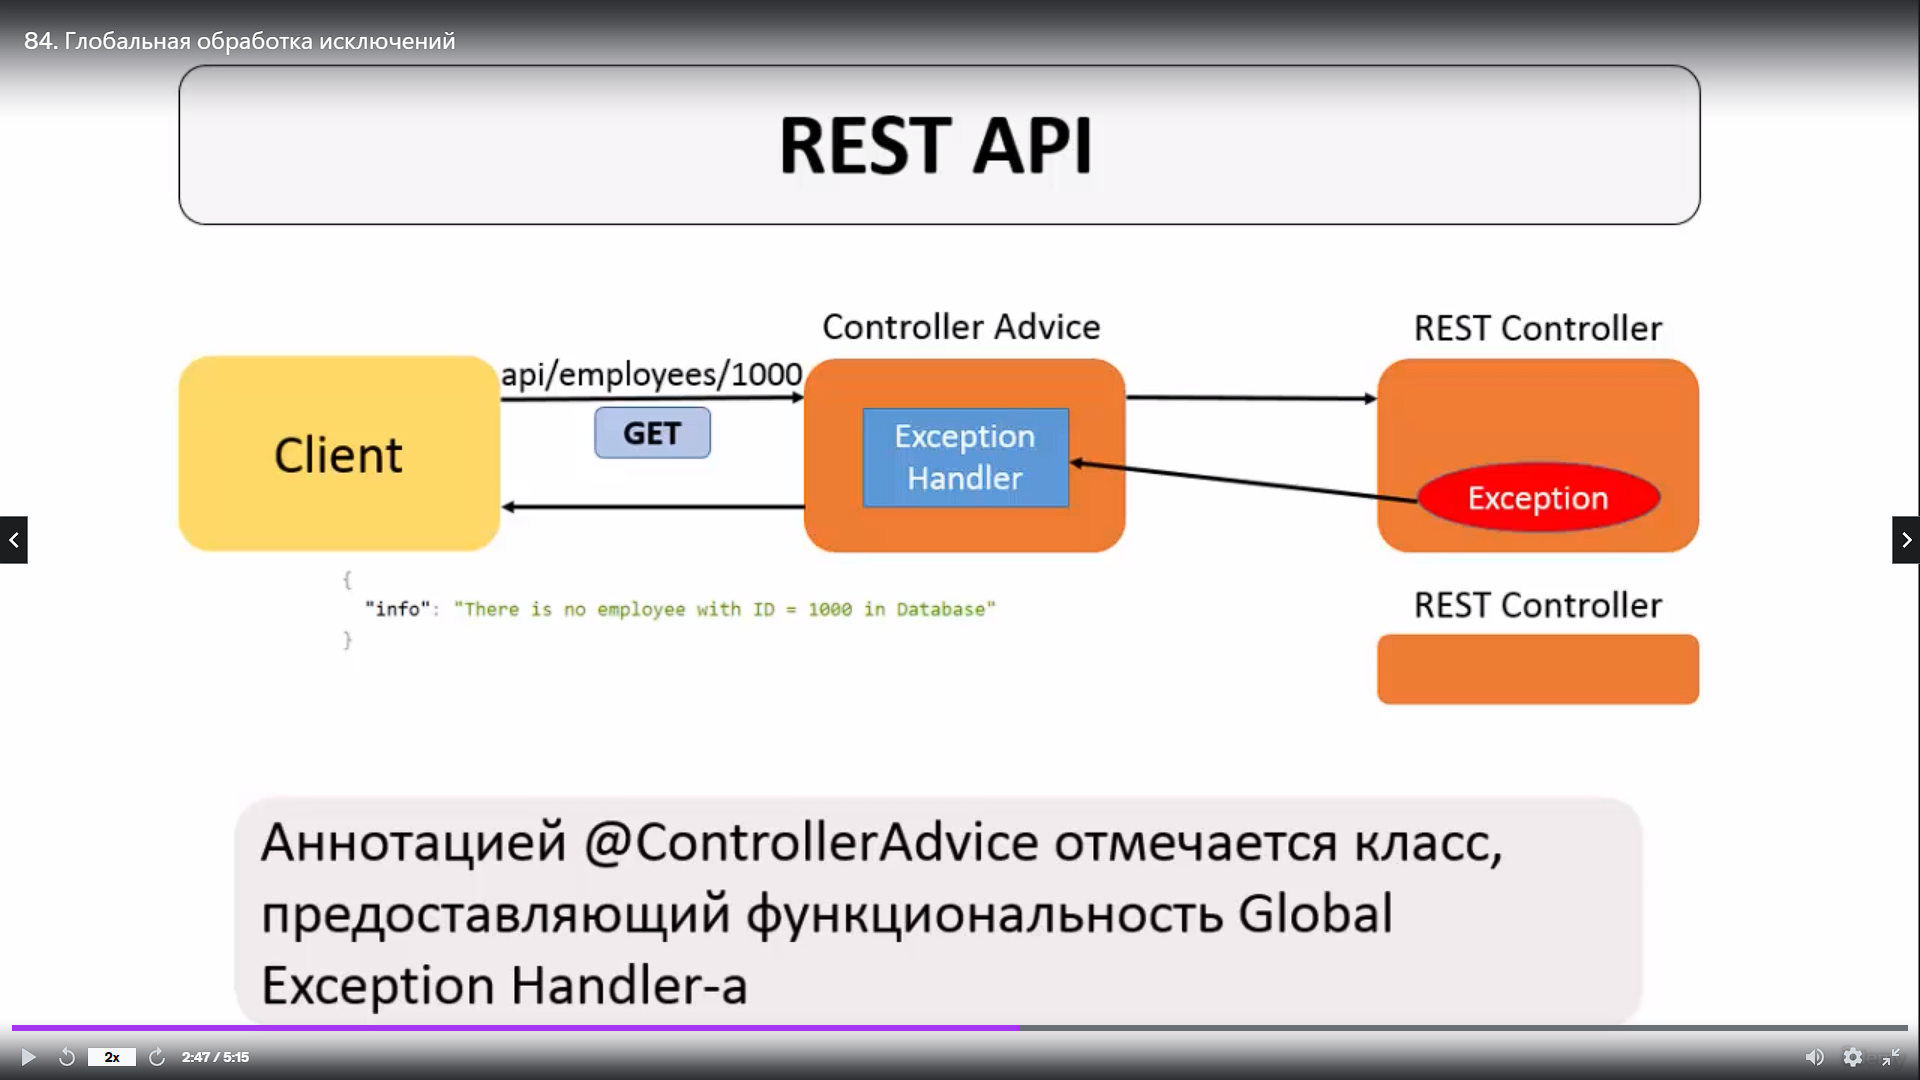 84. Глобальная обработка исключений
REST API
Controller Advice
REST Controller
api/employees/1000
GET
Client
Exception
Handler
Exception
{
"info": "There is no employee with ID = 1000 in Database"
}
REST Controller
Аннотацией @ControllerAdvice отмечается класс,
предоставляющий функциональность Global
Exception Handler-а
2x
2:47 / 5:15